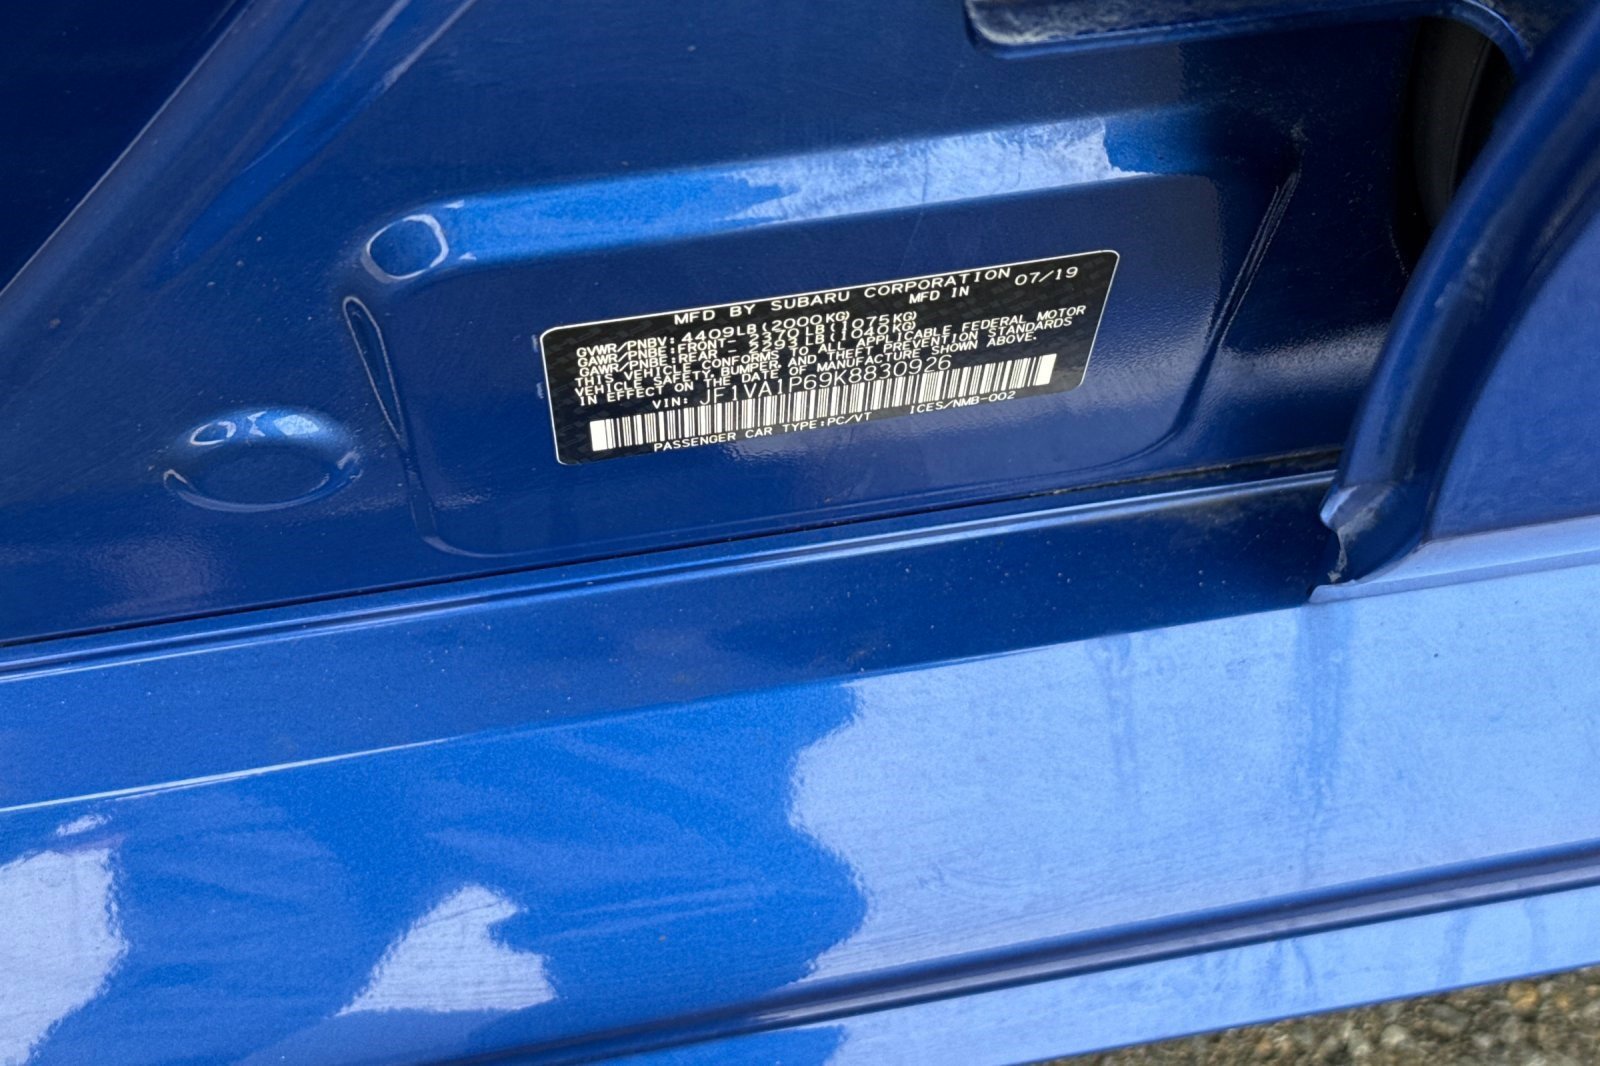 MFD BY SUBARU CORPORATION
MFD IN 07/19
GVWR/PNBV: 4409LB(2000KG)
GAWR/PNBE:FRONT- 2370LB(1075KG)
GAWR/PNBE:REAR - 2293LB(1040KG)
THIS VEHICLE CONFORMS TO ALL APPLICABLE FEDERAL MOTOR
VEHICLE SAFETY, BUMPER, AND THEFT PREVENTION STANDARDS
IN EFFECT ON THE DATE OF MANUFACTURE SHOWN ABOVE.
VIN: JF1VA1P69K8830926
PASSENGER CAR TYPE:PC/VT ICES/NMB-002